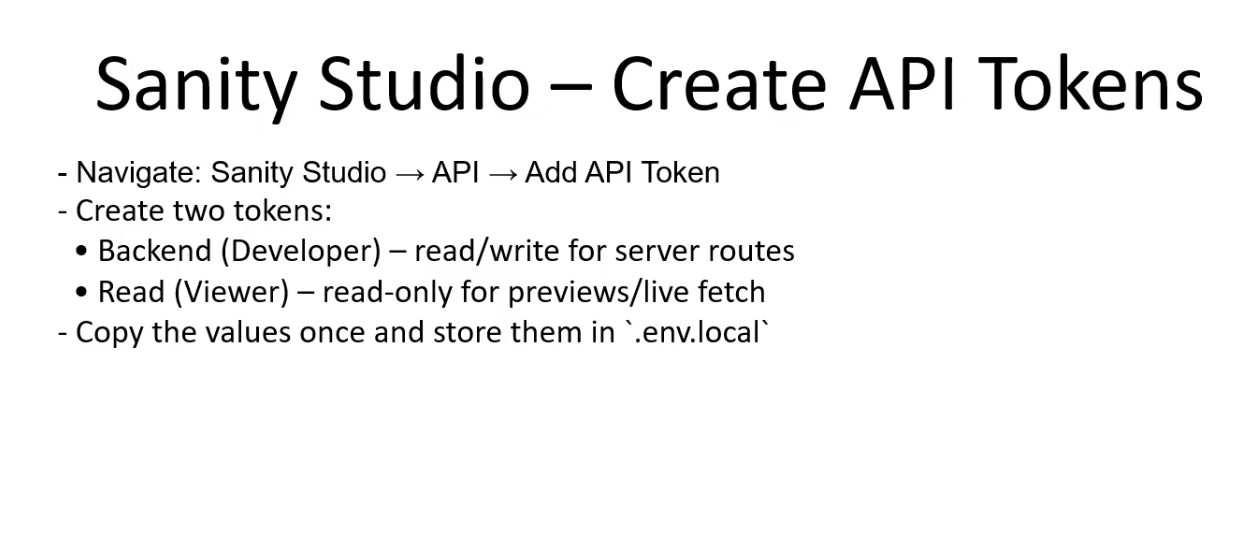 Sanity Studio – Create API Tokens
- Navigate: Sanity Studio → API → Add API Token
- Create two tokens:
• Backend (Developer) – read/write for server routes
• Read (Viewer) – read-only for previews/live fetch
- Copy the values once and store them in `.env.local`